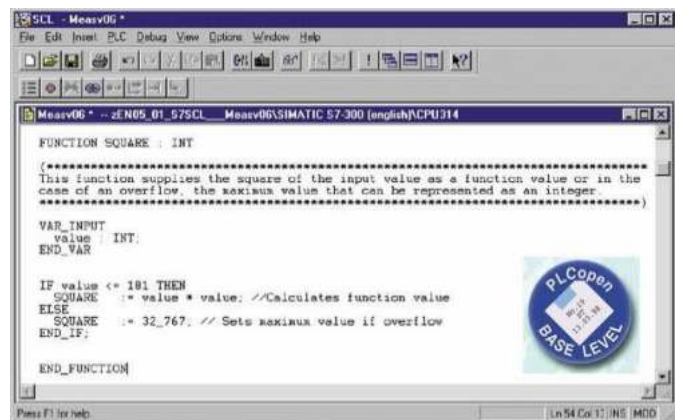 SCL - Measv06 *
File Edit Insert PLC Debug View Options Window Help
Measv06 * -- zEN05_01_S7SCL___Measv06\SIMATIC S7-300 (english)\CPU314
FUNCTION SQUARE : INT
(*********************************************************************************
This function supplies the square of the input value as a function value or in the
case of an overflow, the maximum value that can be represented as an integer.
*********************************************************************************)
VAR_INPUT
value : INT;
END_VAR
IF value <= 181 THEN
SQUARE := value * value; //Calculates function value
ELSE
SQUARE := 32_767; // Sets maximum value if overflow
END_IF;
END_FUNCTION
PLCopen
BASE LEVEL
Press F1 for help.
Ln 54 Col 13 INS MOD